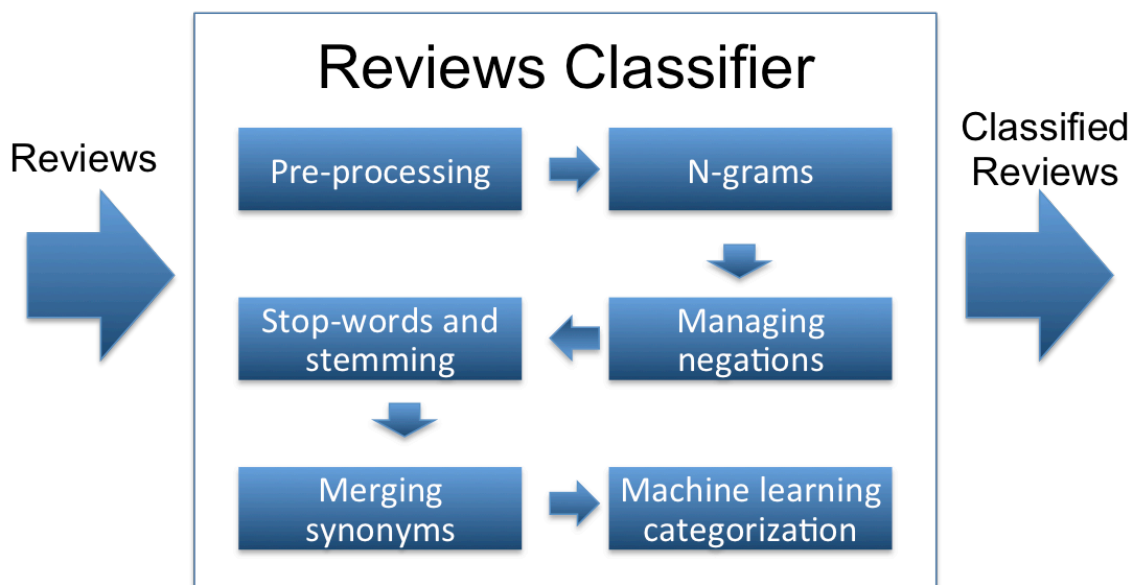 Reviews Classifier
Reviews
Classified
Reviews
Pre-processing
N-grams
Managing
negations
Stop-words and
stemming
Merging
synonyms
Machine learning
categorization